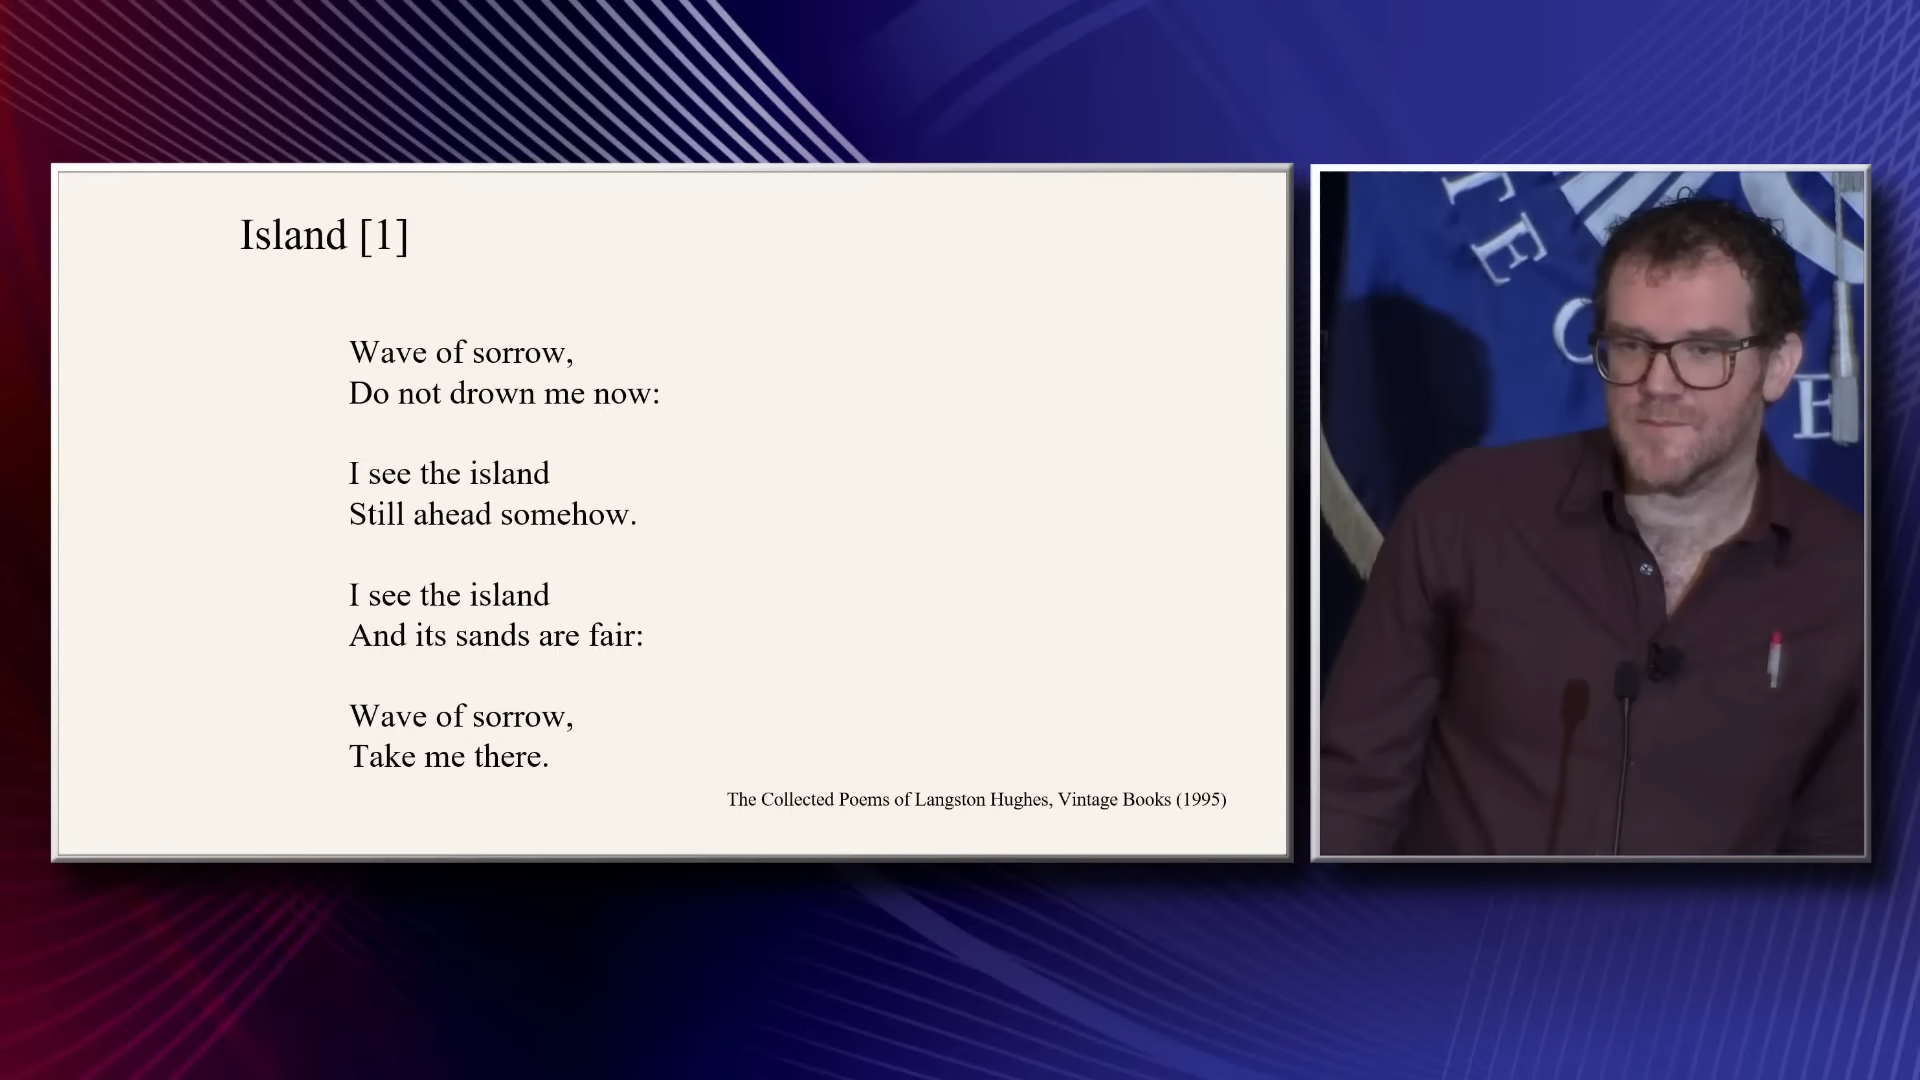 Island [1]
Wave of sorrow,
Do not drown me now:
I see the island
Still ahead somehow.
I see the island
And its sands are fair:
Wave of sorrow,
Take me there.
The Collected Poems of Langston Hughes, Vintage Books (1995)
TE
C
E